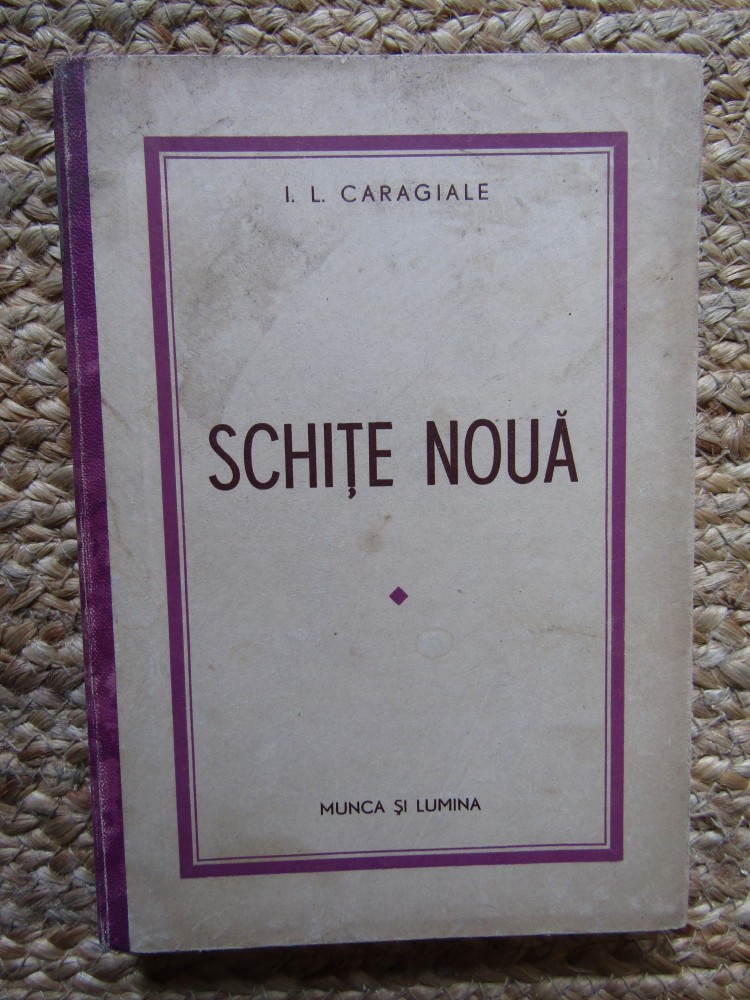 I. L. CARAGIALE
SCHIȚE NOUĂ
MUNCA ȘI LUMINA